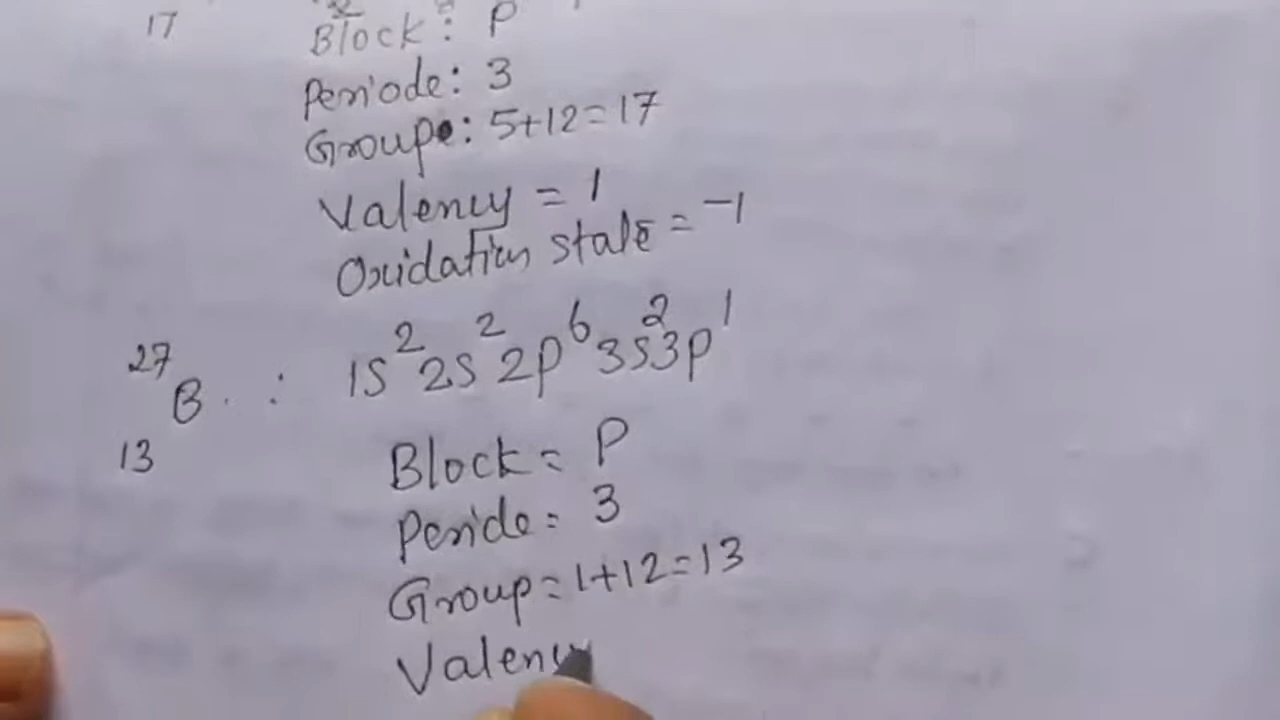 17 Block: P
Periode: 3
Group: 5+12=17
Valency = 1
Oxidation state = -1
27
B : 1S² 2S² 2P⁶ 3S² 3P¹
13
Block = P
Peride = 3
Group = 1+12=13
Valency